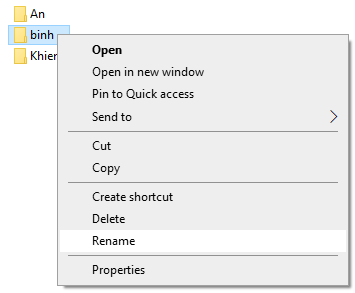 An
binh
Khier
Open
Open in new window
Pin to Quick access
Send to
Cut
Copy
Create shortcut
Delete
Rename
Properties